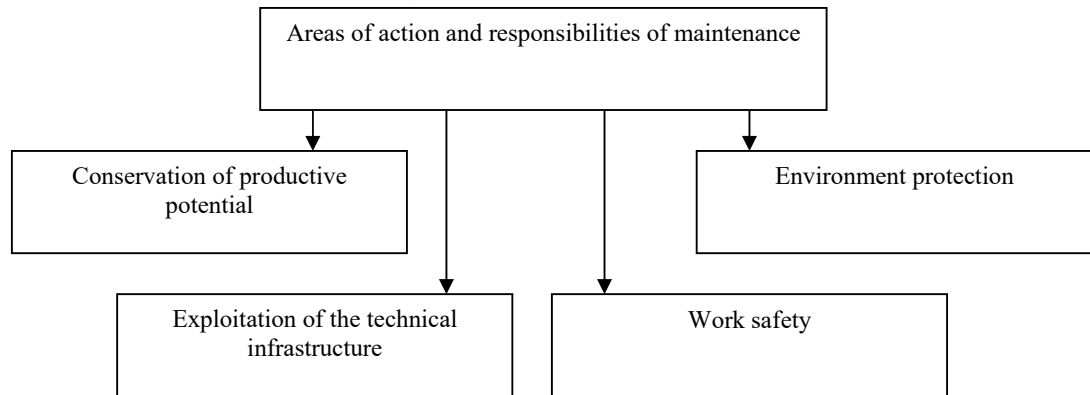 Areas of action and responsibilities of maintenance
Conservation of productive
potential
Environment protection
Exploitation of the technical
infrastructure
Work safety